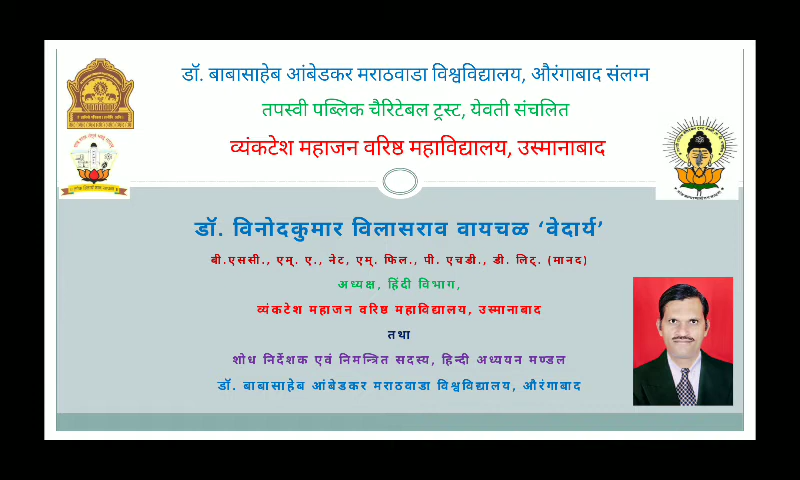 डॉ. बाबासाहेब आंबेडकर मराठवाडा विश्वविद्यालय, औरंगाबाद संलग्न
तपस्वी पब्लिक चैरिटेबल ट्रस्ट, येवती संचलित
व्यंकटेश महाजन वरिष्ठ महाविद्यालय, उस्मानाबाद
डॉ. विनोदकुमार विलासराव वायचळ ‘वेदार्य’
बी.एससी., एम्. ए., नेट, एम्. फिल., पी. एचडी., डी. लिट्. (मानद)
अध्यक्ष, हिंदी विभाग,
व्यंकटेश महाजन वरिष्ठ महाविद्यालय, उस्मानाबाद
तथा
शोध निर्देशक एवं निमन्त्रित सदस्य, हिन्दी अध्ययन मण्डल
डॉ. बाबासाहेब आंबेडकर मराठवाडा विश्वविद्यालय, औरंगाबाद